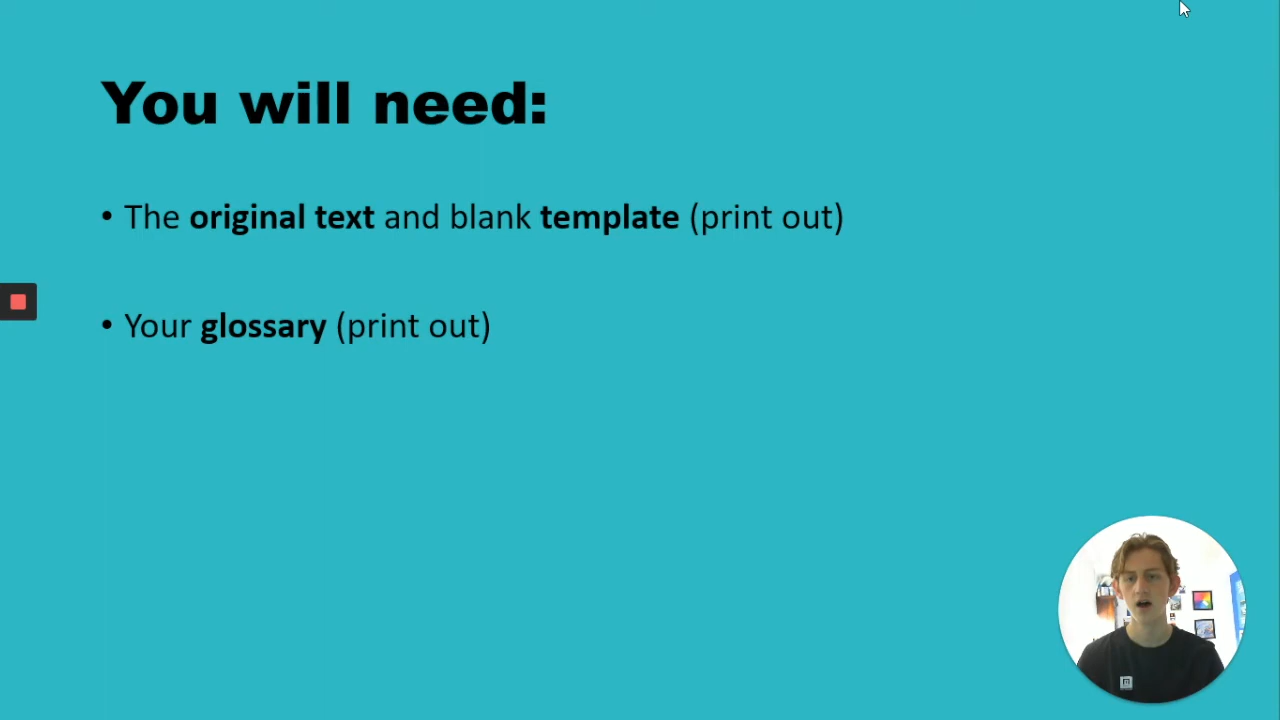 You will need:
• The original text and blank template (print out)
• Your glossary (print out)